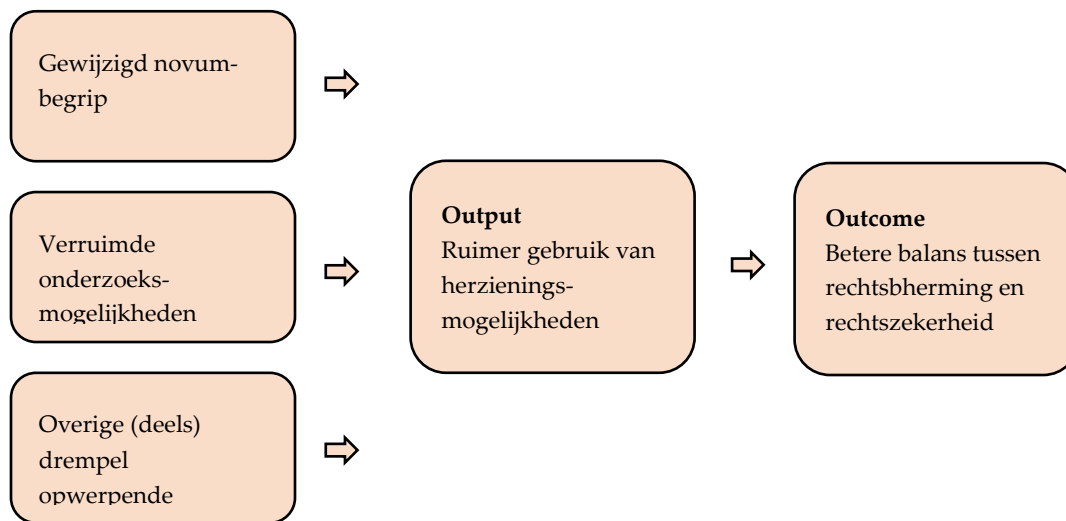 Gewijzigd novum-
begrip
Verruimde
onderzoeks-
mogelijkheden
Overige (deels)
drempel
opwerpende
Output
Ruimer gebruik van
herzienings-
mogelijkheden
Outcome
Betere balans tussen
rechtsbherming en
rechtszekerheid